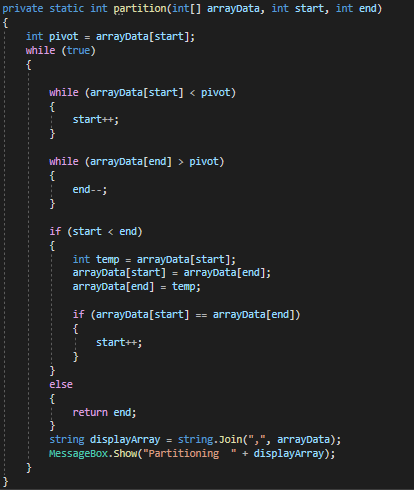 private static int partition(int[] arrayData, int start, int end)
{
    int pivot = arrayData[start];
    while (true)
    {

        while (arrayData[start] < pivot)
        {
            start++;
        }

        while (arrayData[end] > pivot)
        {
            end--;
        }

        if (start < end)
        {
            int temp = arrayData[start];
            arrayData[start] = arrayData[end];
            arrayData[end] = temp;

            if (arrayData[start] == arrayData[end])
            {
                start++;
            }
        }
        else
        {
            return end;
        }
        string displayArray = string.Join(",", arrayData);
        MessageBox.Show("Partitioning  " + displayArray);
    }
}